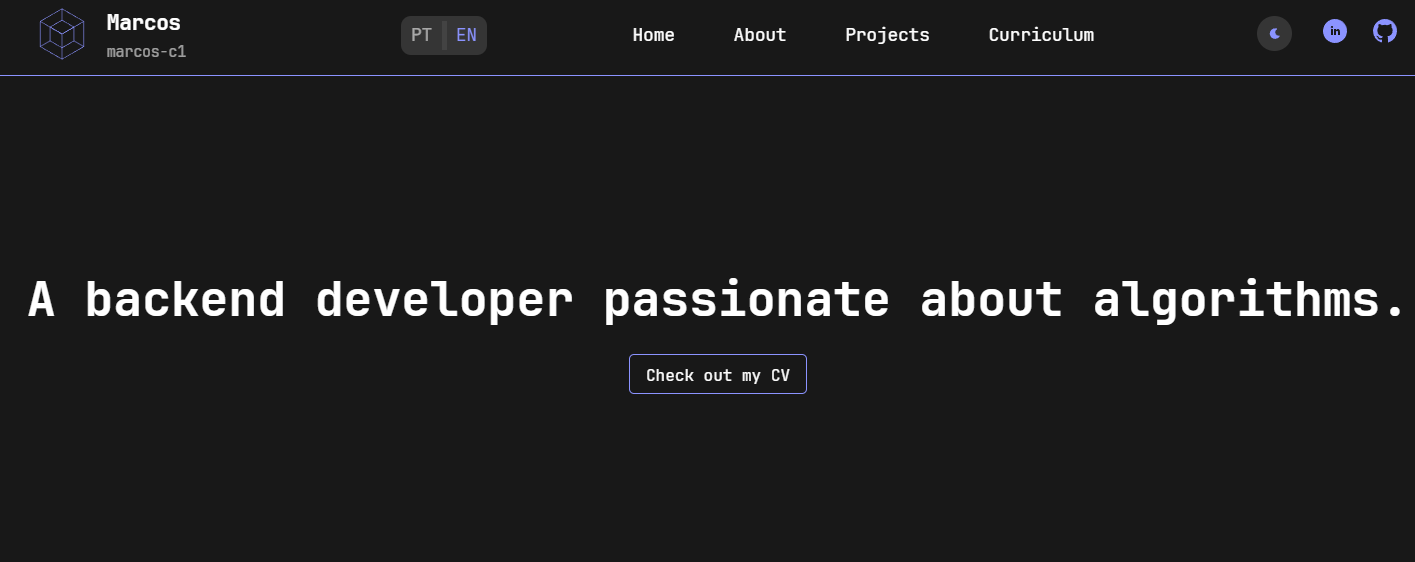 Marcos
marcos-c1
PT EN
Home About Projects Curriculum
in
A backend developer passionate about algorithms.
Check out my CV